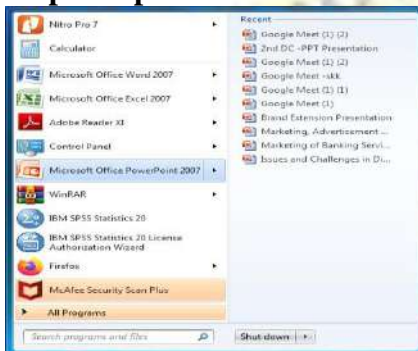 Nitro Pro 7
Calculator
Microsoft Office Word 2007
Microsoft Office Excel 2007
Adobe Reader XI
Control Panel
Microsoft Office PowerPoint 2007
WinRAR
IBM SPSS Statistics 20
IBM SPSS Statistics 20 License
Authorization Wizard
Firefox
McAfee Security Scan Plus
All Programs
Search programs and files
Recent
Google Meet (1) (2)
2nd DC -PPT Presentation
Google Meet (1) (2)
Google Meet -skk
Google Meet (1) (1)
Google Meet (1)
Brand Extension Presentation
Marketing, Advertisement ...
Marketing of Banking Servi...
Issues and Challenges in Di...
Shut down